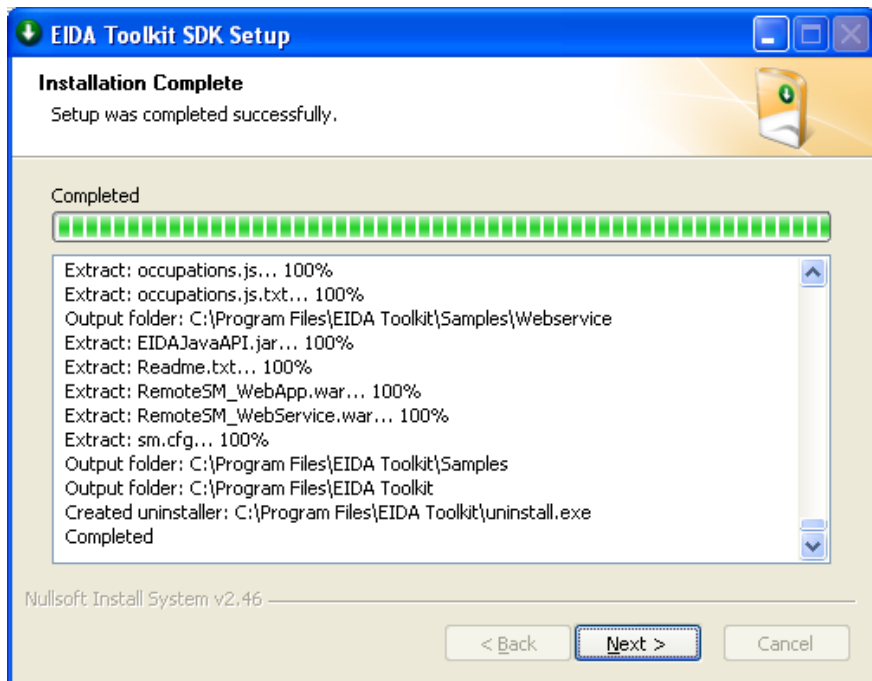 EIDA Toolkit SDK Setup
Installation Complete
Setup was completed successfully.
Completed
Extract: occupations.js... 100%
Extract: occupations.js.txt... 100%
Output folder: C:\Program Files\EIDA Toolkit\Samples\Webservice
Extract: EIDAJavaAPI.jar... 100%
Extract: Readme.txt... 100%
Extract: RemoteSM_WebApp.war... 100%
Extract: RemoteSM_WebService.war... 100%
Extract: sm.cfg... 100%
Output folder: C:\Program Files\EIDA Toolkit\Samples
Output folder: C:\Program Files\EIDA Toolkit
Created uninstaller: C:\Program Files\EIDA Toolkit\uninstall.exe
Completed
Nullsoft Install System v2.46
< Back Next > Cancel